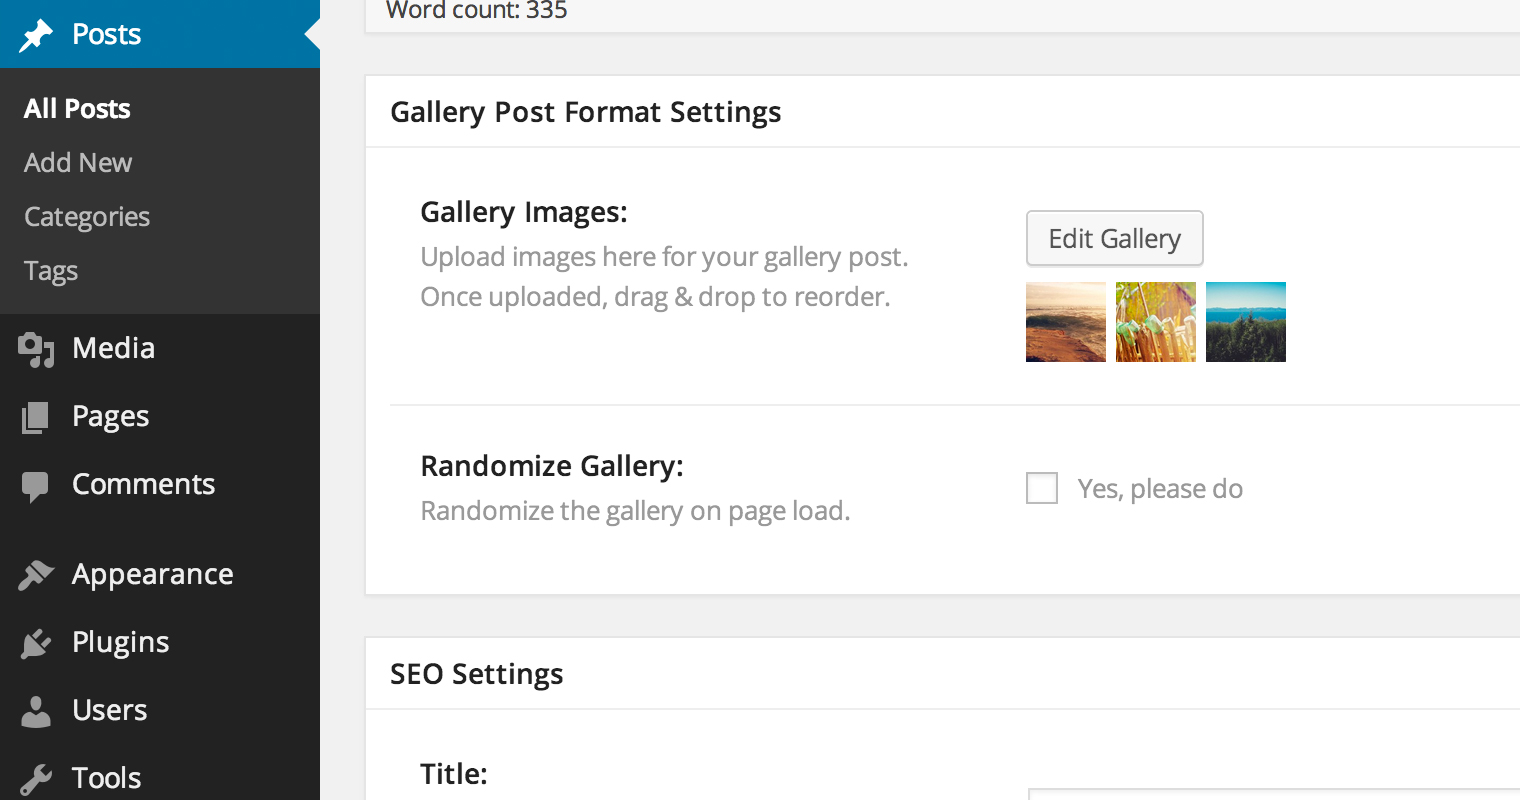 Posts
All Posts
Add New
Categories
Tags
Media
Pages
Comments
Appearance
Plugins
Users
Tools
Word count: 335
Gallery Post Format Settings
Gallery Images:
Upload images here for your gallery post.
Once uploaded, drag & drop to reorder.
Edit Gallery
Randomize Gallery:
Randomize the gallery on page load.
Yes, please do
SEO Settings
Title: